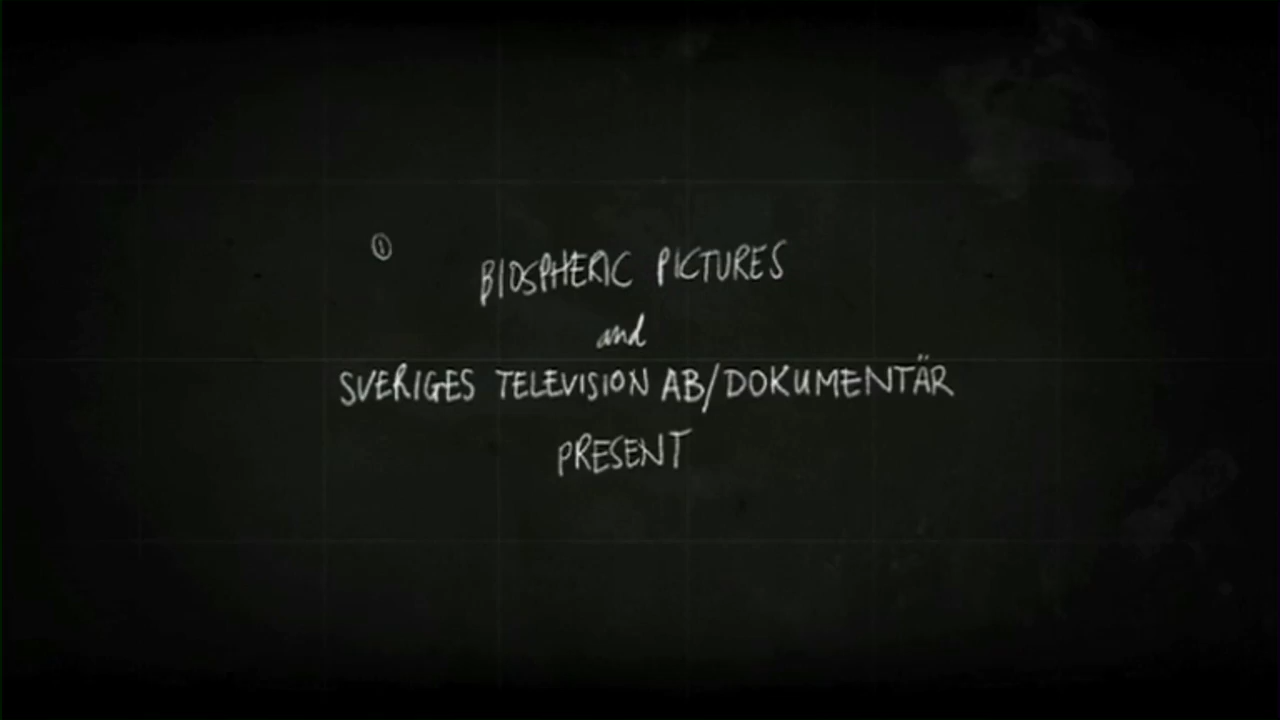 ①
BIOSPHERIC PICTURES
and
SVERIGES TELEVISION AB/DOKUMENTÄR
PRESENT